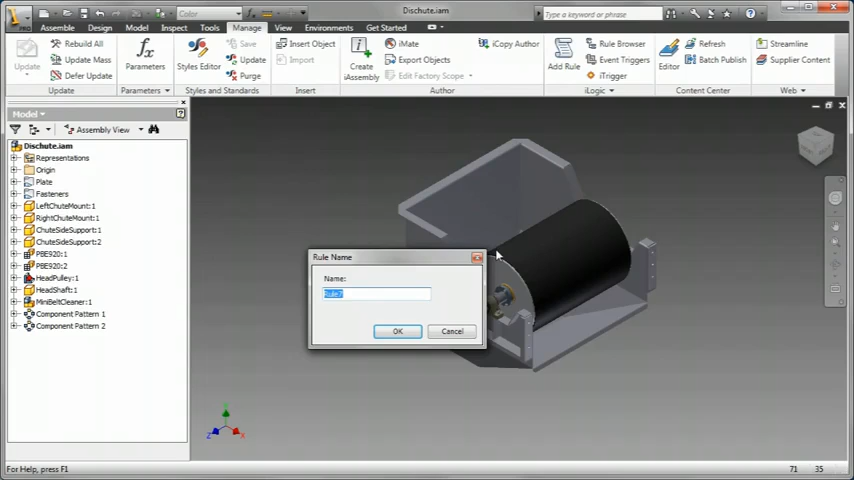 Color
Dischute.iam
Type a keyword or phrase
PRO
Assemble Design Model Inspect Tools Manage View Environments Get Started
Update
Rebuild All
Update Mass
Defer Update
Update
Parameters
Parameters
Styles Editor
Save
Update
Purge
Styles and Standards
Insert Object
Import
Insert
Create iAssembly
iMate
Export Objects
Edit Factory Scope
iCopy Author
Author
Add Rule
Rule Browser
Event Triggers
iTrigger
iLogic
Editor
Refresh
Batch Publish
Content Center
Streamline
Supplier Content
Web
Model
Assembly View
Dischute.iam
Representations
Origin
Plate
Fasteners
LeftChuteMount:1
RightChuteMount:1
ChuteSideSupport:1
ChuteSideSupport:2
PBE920:1
PBE920:2
HeadPulley:1
HeadShaft:1
MiniBeltCleaner:1
Component Pattern 1
Component Pattern 2
Rule Name
Name:
Rule7
OK Cancel
Y
Z
X
For Help, press F1 71 35